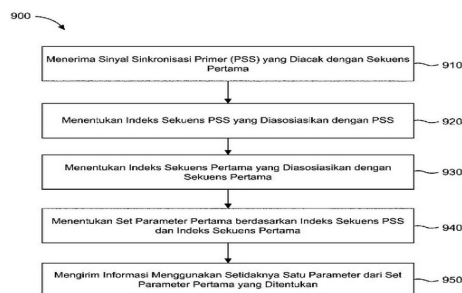 900
Menerima Sinyal Sinkronisasi Primer (PSS) yang Diacak dengan Sekuens
Pertama
910
Menentukan Indeks Sekuens PSS yang Diasosiasikan dengan PSS
920
Menentukan Indeks Sekuens Pertama yang Diasosiasikan dengan
Sekuens Pertama
930
Menentukan Set Parameter Pertama berdasarkan Indeks Sekuens PSS
dan Indeks Sekuens Pertama
940
Mengirim Informasi Menggunakan Setidaknya Satu Parameter dari Set
Parameter Pertama yang Ditentukan
950